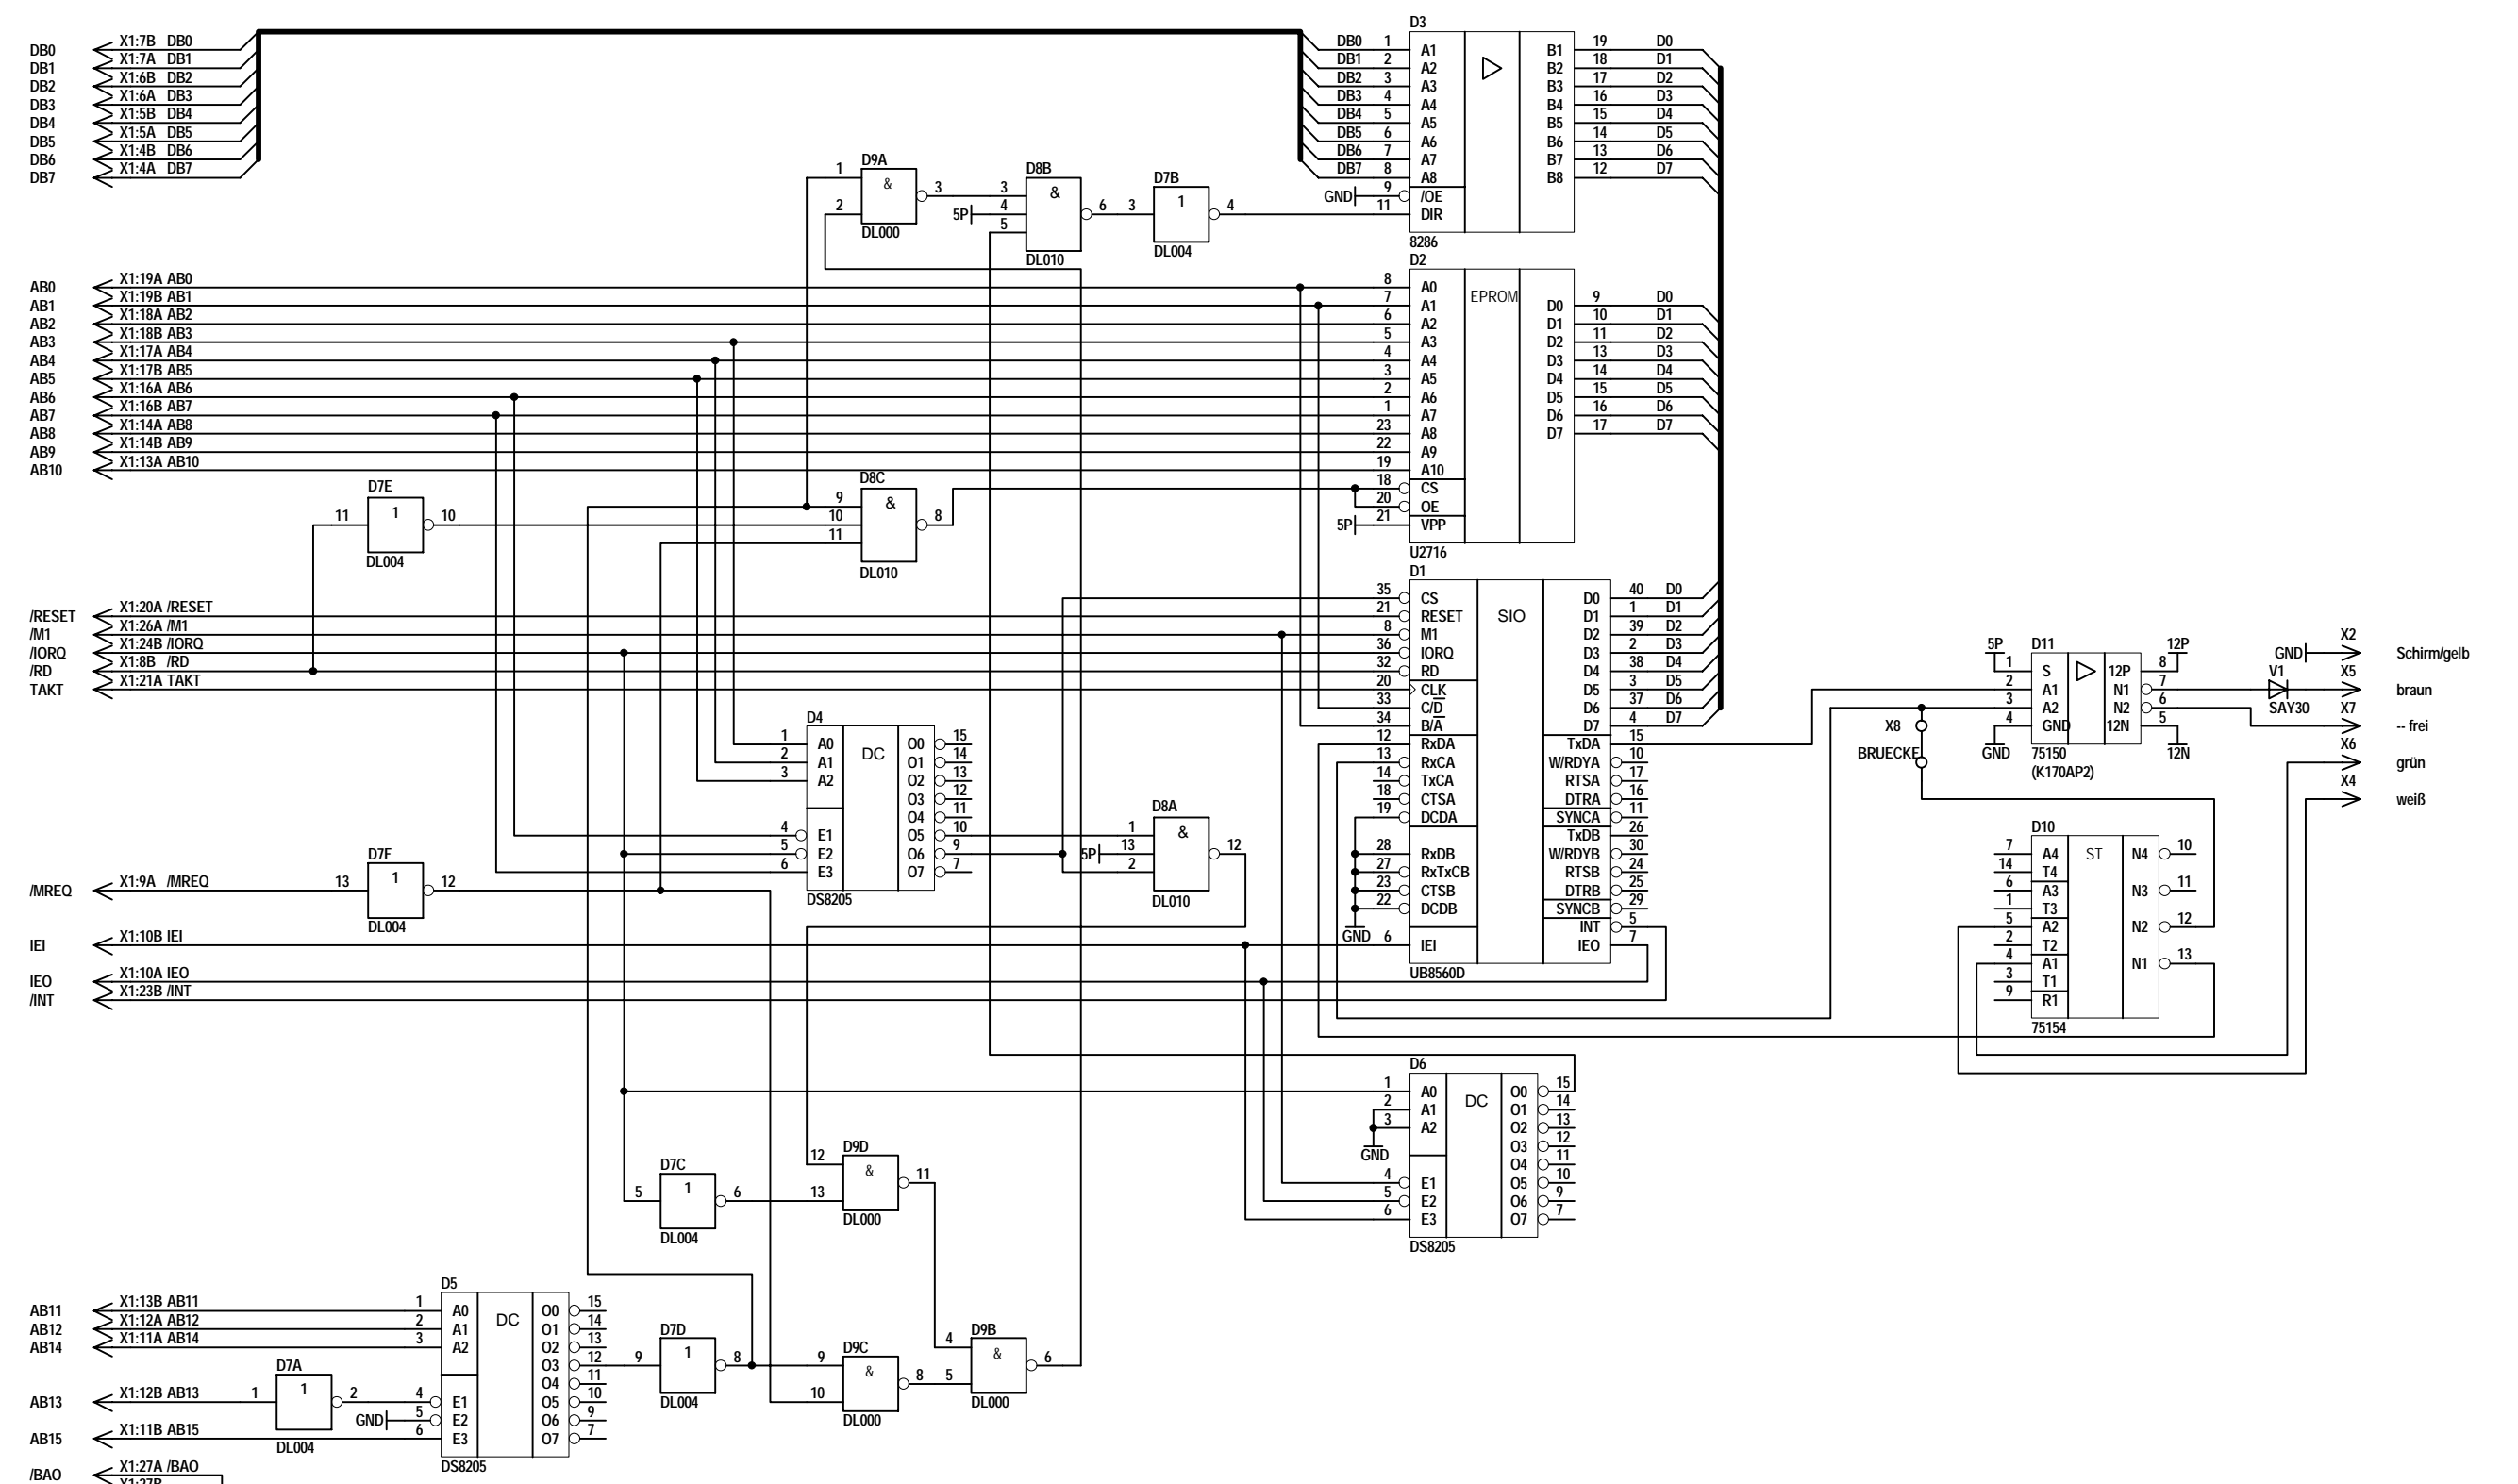 DB0 X1:7B DB0
DB1 X1:7A DB1
DB2 X1:6B DB2
DB3 X1:6A DB3
DB4 X1:5B DB4
DB5 X1:5A DB5
DB6 X1:4B DB6
DB7 X1:4A DB7
D3
DB0 1 A1 B1 19 D0
DB1 2 A2 B2 18 D1
DB2 3 A3 B3 17 D2
DB3 4 A4 B4 16 D3
DB4 5 A5 B5 15 D4
DB5 6 A6 B6 14 D5
DB6 7 A7 B7 13 D6
DB7 8 A8 B8 12 D7
GND 9 /OE
11 DIR
8286
D9A
1 & 3
2
DL000
D8B
3 &
5P 4 6
5
DL010
D7B
3 1 4
DL004
AB0 X1:19A AB0
AB1 X1:19B AB1
AB2 X1:18A AB2
AB3 X1:18B AB3
AB4 X1:17A AB4
AB5 X1:17B AB5
AB6 X1:16A AB6
AB7 X1:16B AB7
AB8 X1:14A AB8
AB9 X1:14B AB9
AB10 X1:13A AB10
D2
EPROM
8 A0
7 A1 D0 9 D0
6 A2 D1 10 D1
5 A3 D2 11 D2
4 A4 D3 13 D3
3 A5 D4 14 D4
2 A6 D5 15 D5
1 A7 D6 16 D6
23 A8 D7 17 D7
22 A9
19 A10
18 CS
20 OE
5P 21 VPP
U2716
D7E
11 1 10
DL004
D8C
9 &
10 8
11
DL010
/RESET X1:20A /RESET
/M1 X1:26A /M1
/IORQ X1:24B /IORQ
/RD X1:8B /RD
TAKT X1:21A TAKT
D1
SIO
35 CS D0 40 D0
21 RESET D1 1 D1
8 M1 D2 39 D2
36 IORQ D3 2 D3
32 RD D4 38 D4
20 CLK D5 3 D5
33 C/D D6 37 D6
34 B/A D7 4 D7
12 RxDA TxDA 15
13 RxCA W/RDYA 10
14 TxCA RTSA 17
18 CTSA DTRA 16
19 DCDA SYNCA 11
TxDB 26
28 RxDB W/RDYB 30
27 RxTxCB RTSB 24
23 CTSB DTRB 25
22 DCDB SYNCB 29
INT 5
GND 6 IEI IEO 7
UB8560D
D4
DC
1 A0 O0 15
2 A1 O1 14
3 A2 O2 13
O3 12
O4 11
4 E1 O5 10
5 E2 O6 9
6 E3 O7 7
DS8205
D8A
1 &
5P 13 12
2
DL010
/MREQ X1:9A /MREQ
D7F
13 1 12
DL004
IEI X1:10B IEI
IEO X1:10A IEO
/INT X1:23B /INT
D11
5P 1 S 12P 8 12P
2 A1 N1 7
3 A2 N2 6
4 GND 12N 5
GND 12N
75150
(K170AP2)
V1
SAY30
X8
BRUECKE
GND X2 Schirm/gelb
X5 braun
X7 -- frei
X6 grün
X4 weiß
D10
ST
7 A4 N4 10
14 T4
6 A3 N3 11
1 T3
5 A2 N2 12
2 T2
4 A1 N1 13
3 T1
9 R1
75154
D6
DC
1 A0 O0 15
2 A1 O1 14
3 A2 O2 13
GND O3 12
O4 11
4 E1 O5 10
5 E2 O6 9
6 E3 O7 7
DS8205
D7C
5 1 6
DL004
D9D
12 & 11
13
DL000
AB11 X1:13B AB11
AB12 X1:12A AB12
AB14 X1:11A AB14
AB13 X1:12B AB13
AB15 X1:11B AB15
D7A
1 1 2
DL004
D5
DC
1 A0 O0 15
2 A1 O1 14
3 A2 O2 13
O3 12
O4 11
4 E1 O5 10
GND 5 E2 O6 9
6 E3 O7 7
DS8205
D7D
9 1 8
DL004
D9C
9 & 8
10
DL000
D9B
4 & 6
5
DL000
/BAO X1:27A /BAO
X1:27B